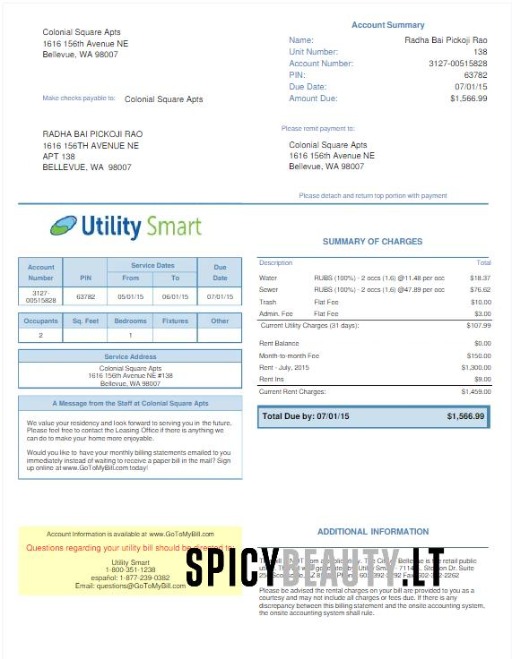 Colonial Square Apts
1616 156th Avenue NE
Bellevue, WA 98007
Account Summary
Name: Radha Bai Pickoji Rao
Unit Number: 138
Account Number: 3127-00515828
PIN: 63782
Due Date: 07/01/15
Amount Due: $1,566.99
Make checks payable to: Colonial Square Apts
Please remit payment to:
RADHA BAI PICKOJI RAO
1616 156TH AVENUE NE
APT 138
BELLEVUE, WA 98007
Colonial Square Apts
1616 156th Avenue NE
Bellevue, WA 98007
Please detach and return top portion with payment
Utility Smart
SUMMARY OF CHARGES
Account Number PIN Service Dates From To Due Date
3127-00515828 63782 05/01/15 06/01/15 07/01/15
Occupants Sq. Feet Bedrooms Fixtures Other
2 1
Service Address
Colonial Square Apts
1616 156th Avenue NE #138
Bellevue, WA 98007
A Message from the Staff at Colonial Square Apts
We value your residency and look forward to serving you in the future.
Please feel free to contact the Leasing Office if there is anything we
can do to make your home more enjoyable.
Would you like to have your monthly billing statements emailed to you
immediately instead of waiting to receive a paper bill in the mail? Sign
up online at www.GoToMyBill.com today!
Description Total
Water RUBS (100%) - 2 occs (1.6) @11.48 per occ $18.37
Sewer RUBS (100%) - 2 occs (1.6) @47.89 per occ $76.62
Trash Flat Fee $10.00
Admin. Fee Flat Fee $3.00
Current Utility Charges (31 days): $107.99
Rent Balance $0.00
Month-to-month Fee $150.00
Rent - July, 2015 $1,300.00
Rent Ins $9.00
Current Rent Charges: $1,459.00
Total Due by: 07/01/15 $1,566.99
Account Information is available at www.GoToMyBill.com
Questions regarding your utility bill should be directed to:
Utility Smart
1-800-351-1238
español: 1-877-239-0382
Email: questions@GoToMyBill.com
ADDITIONAL INFORMATION
SPICYBEAUTY.LT
Please be advised the rental charges on your bill are provided to you as a
courtesy and may not include all charges or fees due. If there is any
discrepancy between this billing statement and the onsite accounting system,
the onsite accounting system shall rule.